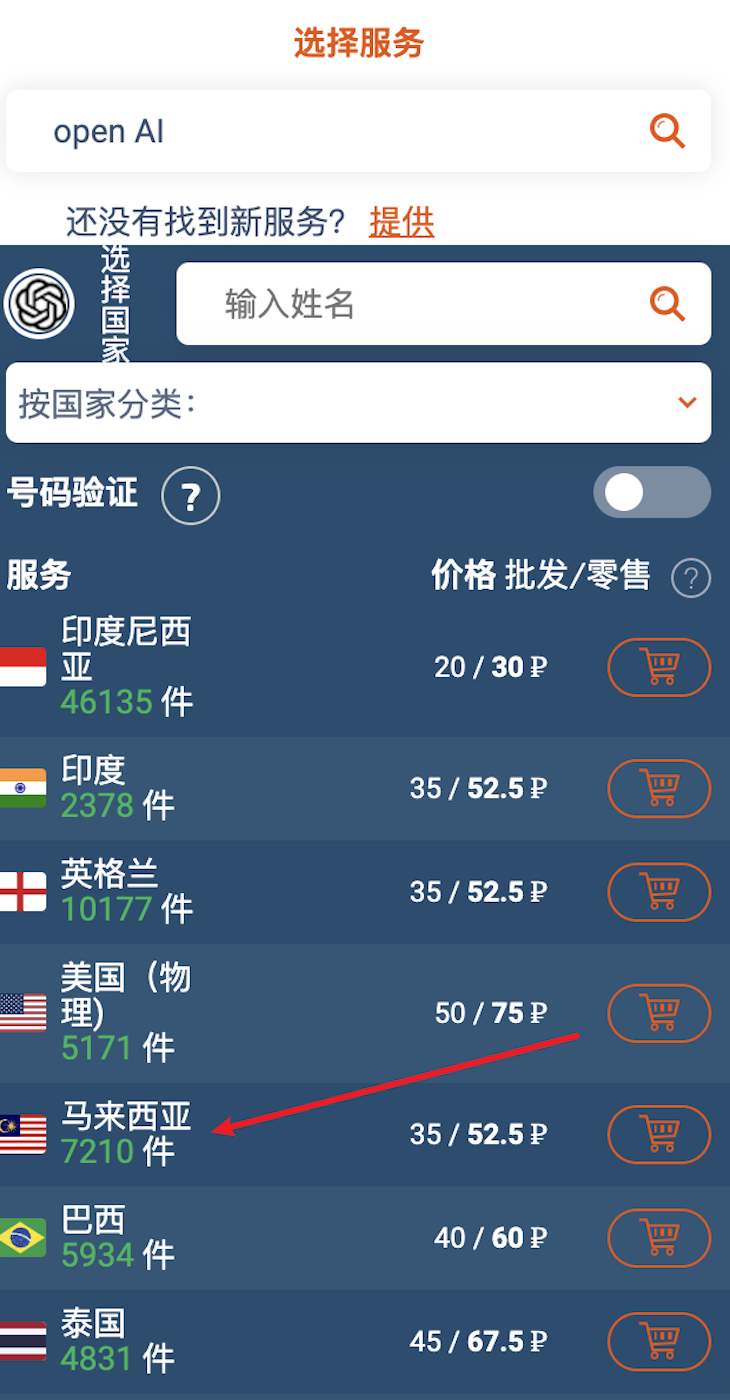 选择服务
open AI
还没有找到新服务? 提供
选择国家
输入姓名
按国家分类:
号码验证 ?
服务 价格 批发/零售 ?
印度尼西
亚
46135 件
20 / 30 ₽
印度
2378 件
35 / 52.5 ₽
英格兰
10177 件
35 / 52.5 ₽
美国（物
理)
5171 件
50 / 75 ₽
马来西亚
7210 件
35 / 52.5 ₽
巴西
5934 件
40 / 60 ₽
泰国
4831 件
45 / 67.5 ₽